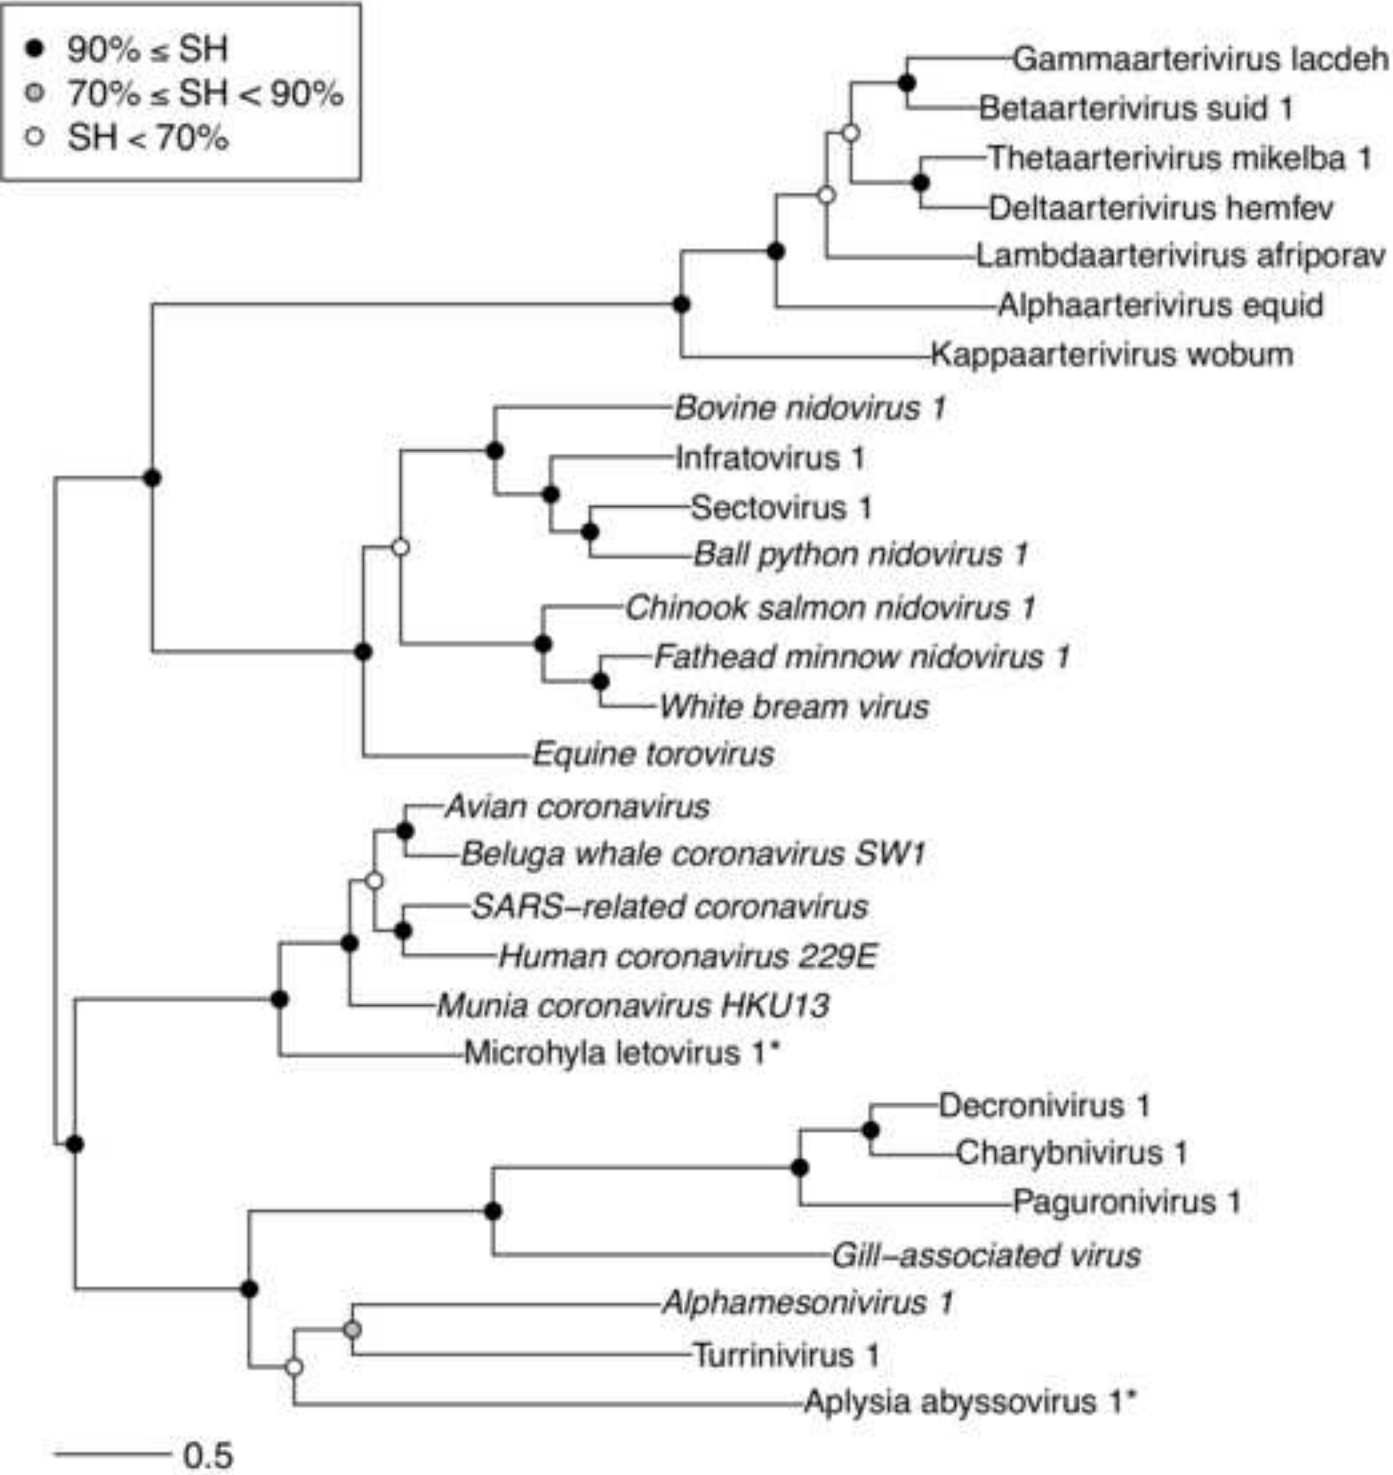 90% ≤ SH
70% ≤ SH < 90%
SH < 70%
Gammaarterivirus lacdeh
Betaarterivirus suid 1
Thetaarterivirus mikelba 1
Deltaarterivirus hemfev
Lambdaarterivirus afriporav
Alphaarterivirus equid
Kappaarterivirus wobum
Bovine nidovirus 1
Infratovirus 1
Sectovirus 1
Ball python nidovirus 1
Chinook salmon nidovirus 1
Fathead minnow nidovirus 1
White bream virus
Equine torovirus
Avian coronavirus
Beluga whale coronavirus SW1
SARS–related coronavirus
Human coronavirus 229E
Munia coronavirus HKU13
Microhyla letovirus 1*
Decronivirus 1
Charybnivirus 1
Paguronivirus 1
Gill–associated virus
Alphamesonivirus 1
Turrinivirus 1
Aplysia abyssovirus 1*
0.5